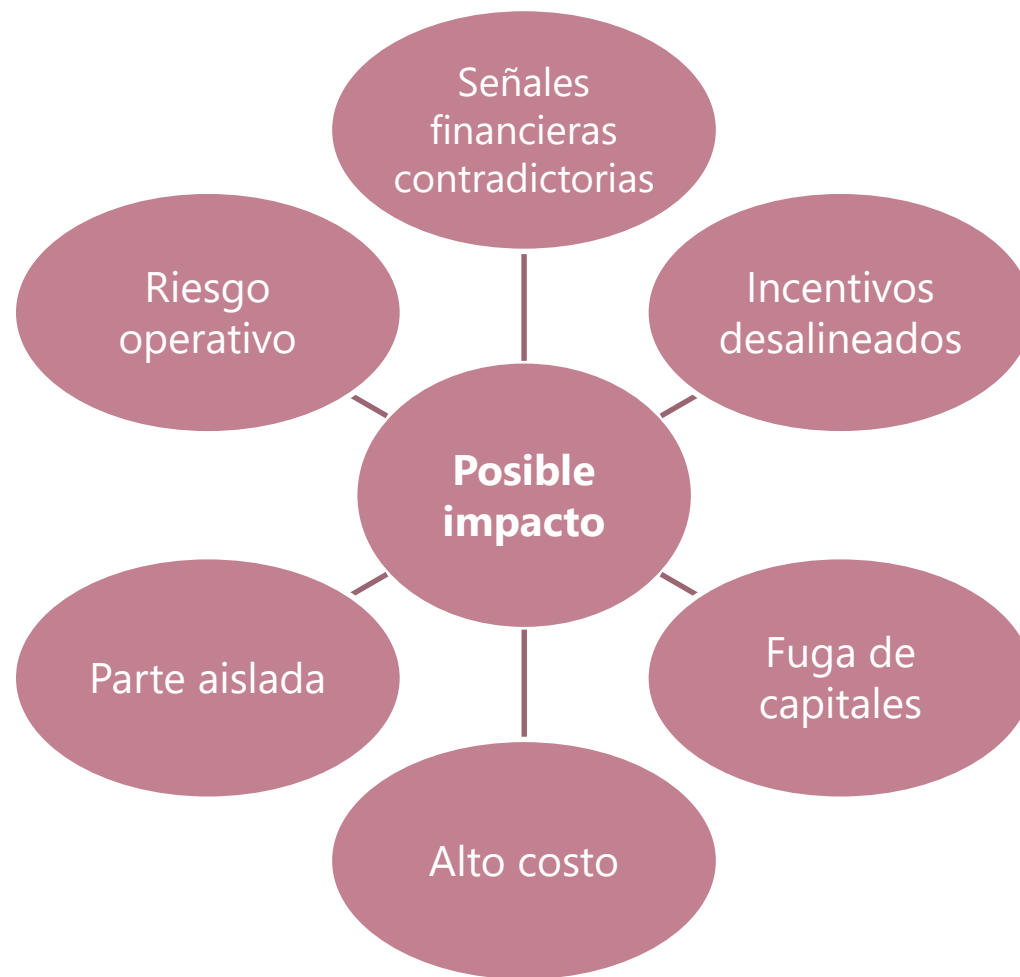 Señales
financieras
contradictorias
Riesgo
operativo
Incentivos
desalineados
Posible
impacto
Parte aislada
Fuga de
capitales
Alto costo